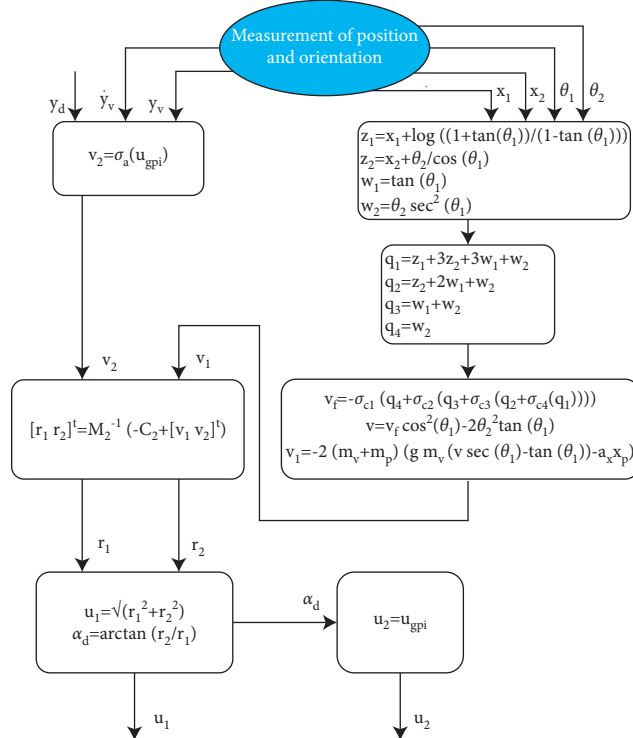 Measurement of position
and orientation
y_d
ẏ_v
y_v
x_1
x_2
θ_1
θ_2
v_2=σ_a(u_gpi)
z_1=x_1+log ((1+tan(θ_1))/(1-tan (θ_1)))
z_2=x_2+θ_2/cos (θ_1)
w_1=tan (θ_1)
w_2=θ_2 sec^2 (θ_1)
q_1=z_1+3z_2+3w_1+w_2
q_2=z_2+2w_1+w_2
q_3=w_1+w_2
q_4=w_2
v_2
v_1
v_f=-σ_c1 (q_4+σ_c2 (q_3+σ_c3 (q_2+σ_c4(q_1))))
v=v_f cos^2(θ_1)-2θ_2^2tan (θ_1)
v_1=-2 (m_v+m_p) (g m_v (v sec (θ_1)-tan (θ_1))-a_xx_p)
[r_1 r_2]^t=M_2^-1 (-C_2+[v_1 v_2]^t)
r_1
r_2
u_1=√(r_1^2+r_2^2)
α_d=arctan (r_2/r_1)
α_d
u_2=u_gpi
u_1
u_2